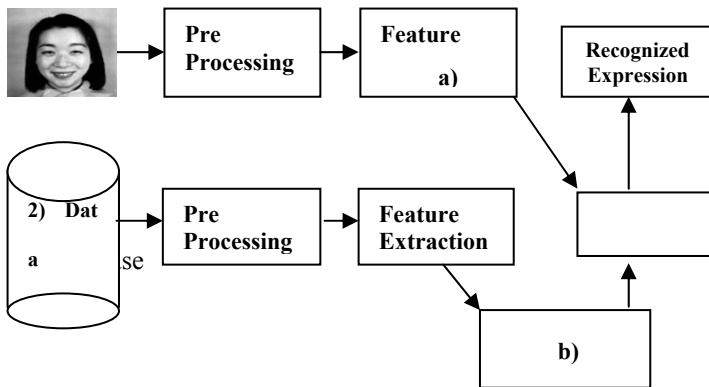 Pre
Processing
Feature
a)
Recognized
Expression
2) Dat
a
.se
Pre
Processing
Feature
Extraction
b)